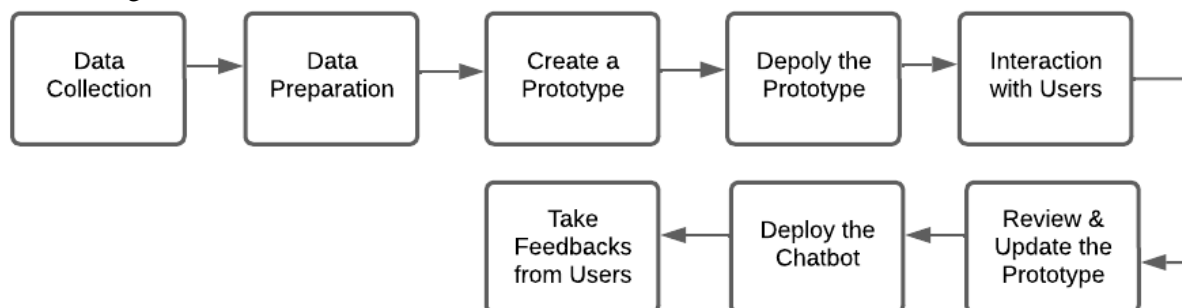 Data
Collection
Data
Preparation
Create a
Prototype
Depoly the
Prototype
Interaction
with Users
Review &
Update the
Prototype
Deploy the
Chatbot
Take
Feedbacks
from Users